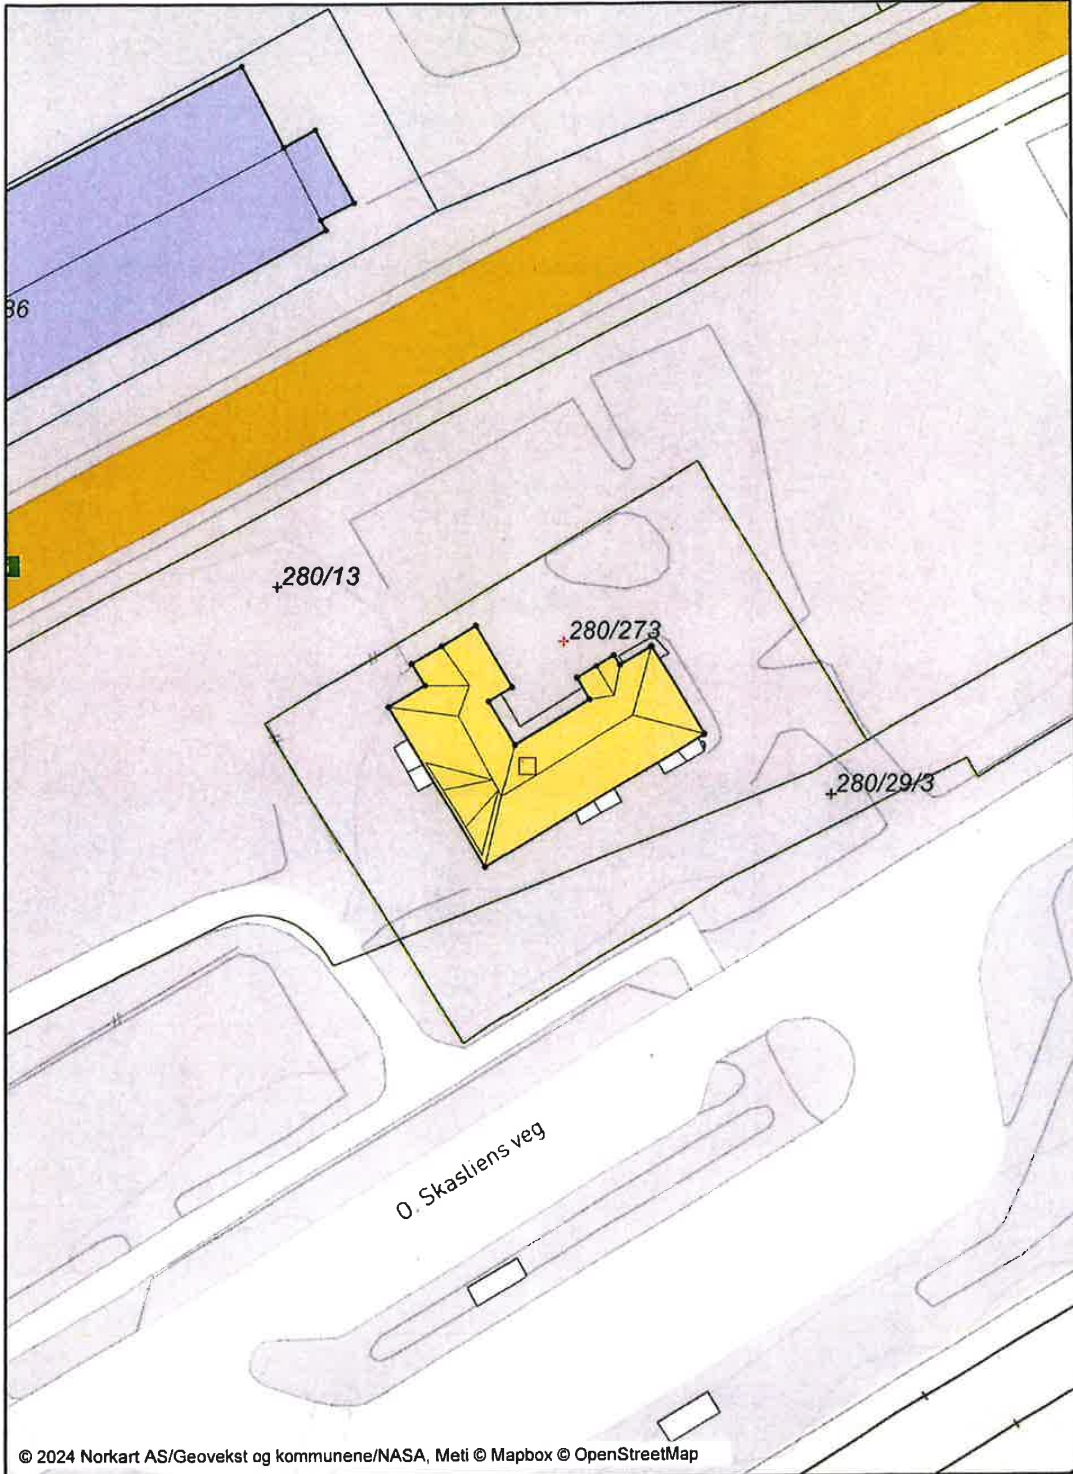 36
280/13
280/273
280/29/3
O. Skasliens veg
© 2024 Norkart AS/Geovekst og kommunene/NASA, Meti © Mapbox © OpenStreetMap